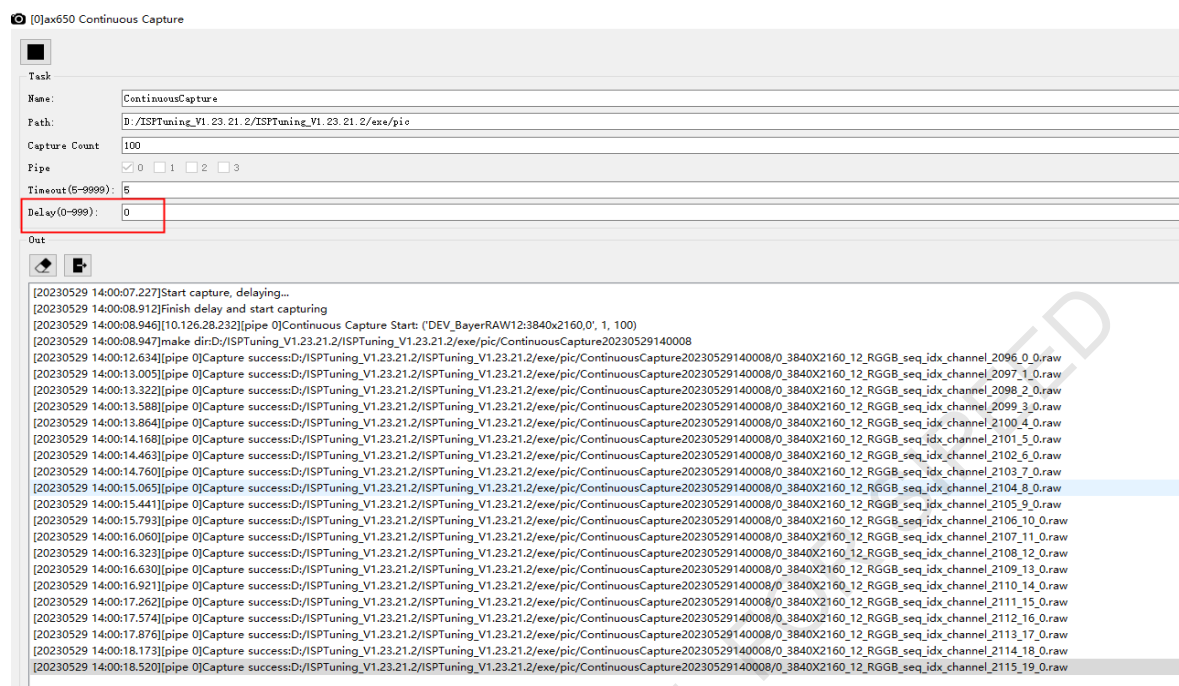 [0]ax650 Continuous Capture
Task
Name: ContinuousCapture
Path: D:/ISPTuning_V1.23.21.2/ISPTuning_V1.23.21.2/exe/pic
Capture Count 100
Pipe 0 1 2 3
Timeout(5-9999): 5
Delay(0-999): 0
Out
[20230529 14:00:07.227]Start capture, delaying...
[20230529 14:00:08.912]Finish delay and start capturing
[20230529 14:00:08.946][10.126.28.232][pipe 0]Continuous Capture Start: ('DEV_BayerRAW12:3840x2160,0', 1, 100)
[20230529 14:00:08.947]make dir:D:/ISPTuning_V1.23.21.2/ISPTuning_V1.23.21.2/exe/pic/ContinuousCapture20230529140008
[20230529 14:00:12.634][pipe 0]Capture success:D:/ISPTuning_V1.23.21.2/ISPTuning_V1.23.21.2/exe/pic/ContinuousCapture20230529140008/0_3840X2160_12_RGGB_seq_idx_channel_2096_0_0.raw
[20230529 14:00:13.005][pipe 0]Capture success:D:/ISPTuning_V1.23.21.2/ISPTuning_V1.23.21.2/exe/pic/ContinuousCapture20230529140008/0_3840X2160_12_RGGB_seq_idx_channel_2097_1_0.raw
[20230529 14:00:13.322][pipe 0]Capture success:D:/ISPTuning_V1.23.21.2/ISPTuning_V1.23.21.2/exe/pic/ContinuousCapture20230529140008/0_3840X2160_12_RGGB_seq_idx_channel_2098_2_0.raw
[20230529 14:00:13.588][pipe 0]Capture success:D:/ISPTuning_V1.23.21.2/ISPTuning_V1.23.21.2/exe/pic/ContinuousCapture20230529140008/0_3840X2160_12_RGGB_seq_idx_channel_2099_3_0.raw
[20230529 14:00:13.864][pipe 0]Capture success:D:/ISPTuning_V1.23.21.2/ISPTuning_V1.23.21.2/exe/pic/ContinuousCapture20230529140008/0_3840X2160_12_RGGB_seq_idx_channel_2100_4_0.raw
[20230529 14:00:14.168][pipe 0]Capture success:D:/ISPTuning_V1.23.21.2/ISPTuning_V1.23.21.2/exe/pic/ContinuousCapture20230529140008/0_3840X2160_12_RGGB_seq_idx_channel_2101_5_0.raw
[20230529 14:00:14.463][pipe 0]Capture success:D:/ISPTuning_V1.23.21.2/ISPTuning_V1.23.21.2/exe/pic/ContinuousCapture20230529140008/0_3840X2160_12_RGGB_seq_idx_channel_2102_6_0.raw
[20230529 14:00:14.760][pipe 0]Capture success:D:/ISPTuning_V1.23.21.2/ISPTuning_V1.23.21.2/exe/pic/ContinuousCapture20230529140008/0_3840X2160_12_RGGB_seq_idx_channel_2103_7_0.raw
[20230529 14:00:15.065][pipe 0]Capture success:D:/ISPTuning_V1.23.21.2/ISPTuning_V1.23.21.2/exe/pic/ContinuousCapture20230529140008/0_3840X2160_12_RGGB_seq_idx_channel_2104_8_0.raw
[20230529 14:00:15.441][pipe 0]Capture success:D:/ISPTuning_V1.23.21.2/ISPTuning_V1.23.21.2/exe/pic/ContinuousCapture20230529140008/0_3840X2160_12_RGGB_seq_idx_channel_2105_9_0.raw
[20230529 14:00:15.793][pipe 0]Capture success:D:/ISPTuning_V1.23.21.2/ISPTuning_V1.23.21.2/exe/pic/ContinuousCapture20230529140008/0_3840X2160_12_RGGB_seq_idx_channel_2106_10_0.raw
[20230529 14:00:16.060][pipe 0]Capture success:D:/ISPTuning_V1.23.21.2/ISPTuning_V1.23.21.2/exe/pic/ContinuousCapture20230529140008/0_3840X2160_12_RGGB_seq_idx_channel_2107_11_0.raw
[20230529 14:00:16.323][pipe 0]Capture success:D:/ISPTuning_V1.23.21.2/ISPTuning_V1.23.21.2/exe/pic/ContinuousCapture20230529140008/0_3840X2160_12_RGGB_seq_idx_channel_2108_12_0.raw
[20230529 14:00:16.630][pipe 0]Capture success:D:/ISPTuning_V1.23.21.2/ISPTuning_V1.23.21.2/exe/pic/ContinuousCapture20230529140008/0_3840X2160_12_RGGB_seq_idx_channel_2109_13_0.raw
[20230529 14:00:16.921][pipe 0]Capture success:D:/ISPTuning_V1.23.21.2/ISPTuning_V1.23.21.2/exe/pic/ContinuousCapture20230529140008/0_3840X2160_12_RGGB_seq_idx_channel_2110_14_0.raw
[20230529 14:00:17.262][pipe 0]Capture success:D:/ISPTuning_V1.23.21.2/ISPTuning_V1.23.21.2/exe/pic/ContinuousCapture20230529140008/0_3840X2160_12_RGGB_seq_idx_channel_2111_15_0.raw
[20230529 14:00:17.574][pipe 0]Capture success:D:/ISPTuning_V1.23.21.2/ISPTuning_V1.23.21.2/exe/pic/ContinuousCapture20230529140008/0_3840X2160_12_RGGB_seq_idx_channel_2112_16_0.raw
[20230529 14:00:17.876][pipe 0]Capture success:D:/ISPTuning_V1.23.21.2/ISPTuning_V1.23.21.2/exe/pic/ContinuousCapture20230529140008/0_3840X2160_12_RGGB_seq_idx_channel_2113_17_0.raw
[20230529 14:00:18.173][pipe 0]Capture success:D:/ISPTuning_V1.23.21.2/ISPTuning_V1.23.21.2/exe/pic/ContinuousCapture20230529140008/0_3840X2160_12_RGGB_seq_idx_channel_2114_18_0.raw
[20230529 14:00:18.520][pipe 0]Capture success:D:/ISPTuning_V1.23.21.2/ISPTuning_V1.23.21.2/exe/pic/ContinuousCapture20230529140008/0_3840X2160_12_RGGB_seq_idx_channel_2115_19_0.raw
FOR SIPEED